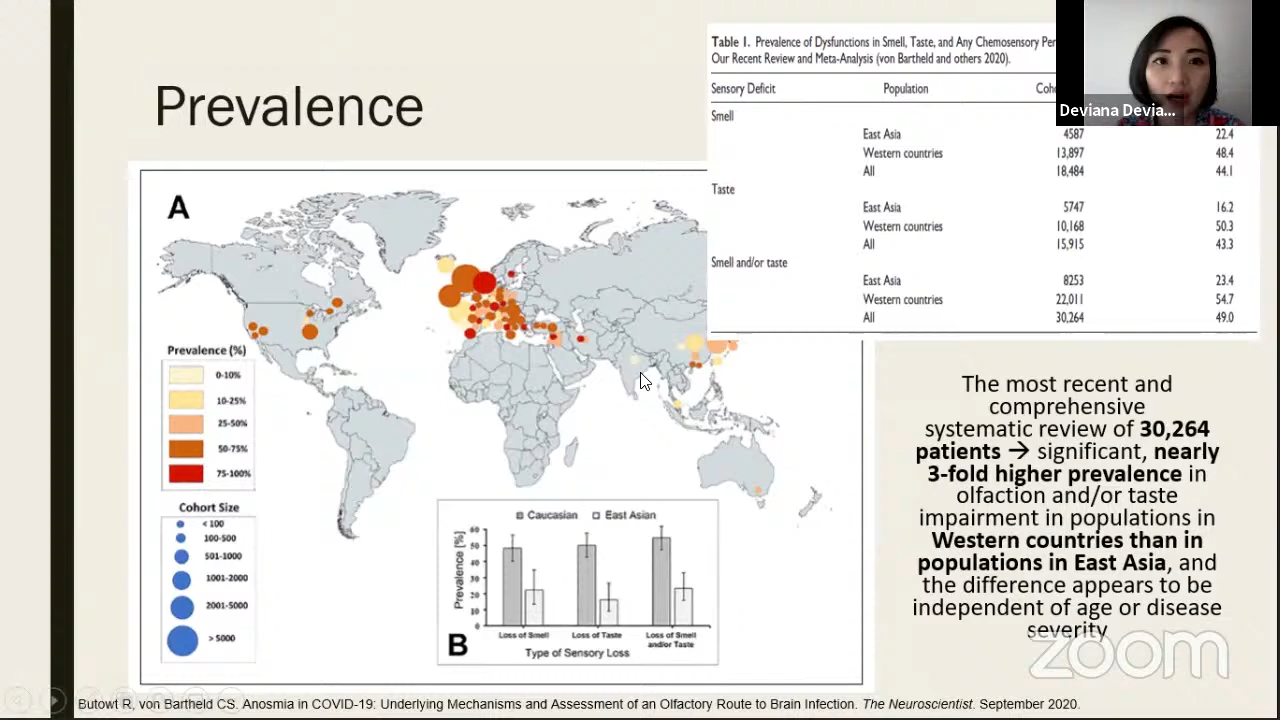 Prevalence
Table 1. Prevalence of Dysfunctions in Smell, Taste, and Any Chemosensory Per
Our Recent Review and Meta-Analysis (von Bartheld and others 2020).
Sensory Deficit Population Coho
Smell
East Asia 4587 22.4
Western countries 13,897 48.4
All 18,484 44.1
Taste
East Asia 5747 16.2
Western countries 10,168 50.3
All 15,915 43.3
Smell and/or taste
East Asia 8253 23.4
Western countries 22,011 54.7
All 30,264 49.0
Deviana Devia...
A
Prevalence (%)
0-10%
10-25%
25-50%
50-75%
75-100%
Cohort Size
< 100
100-500
501-1000
1001-2000
2001-5000
> 5000
Caucasian East Asian
Prevalence [%]
60
50
40
30
20
10
0
Loss of Smell Loss of Taste Loss of Smell
and/or Taste
B
Type of Sensory Loss
The most recent and
comprehensive
systematic review of 30,264
patients → significant, nearly
3-fold higher prevalence in
olfaction and/or taste
impairment in populations in
Western countries than in
populations in East Asia, and
the difference appears to be
independent of age or disease
severity
zoom
Butowt R, von Bartheld CS. Anosmia in COVID-19: Underlying Mechanisms and Assessment of an Olfactory Route to Brain Infection. The Neuroscientist. September 2020.